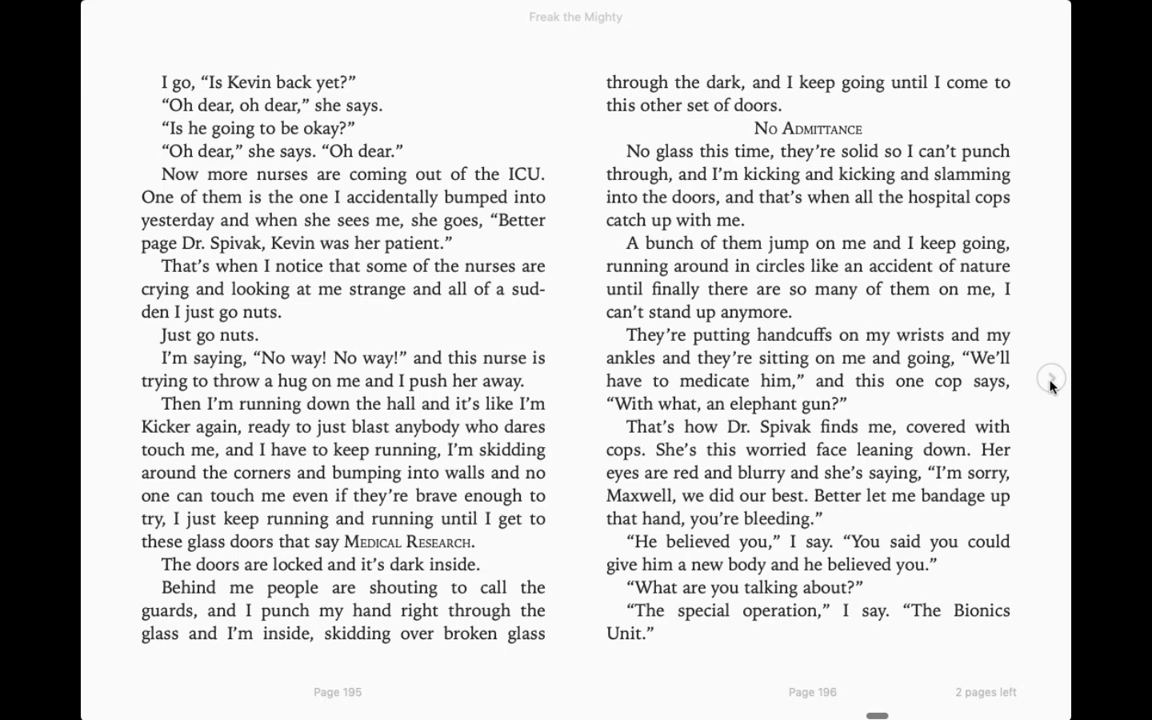 Freak the Mighty
I go, “Is Kevin back yet?”
“Oh dear, oh dear,” she says.
“Is he going to be okay?”
“Oh dear,” she says. “Oh dear.”
Now more nurses are coming out of the ICU.
One of them is the one I accidentally bumped into
yesterday and when she sees me, she goes, “Better
page Dr. Spivak, Kevin was her patient.”
That’s when I notice that some of the nurses are
crying and looking at me strange and all of a sud-
den I just go nuts.
Just go nuts.
I’m saying, “No way! No way!” and this nurse is
trying to throw a hug on me and I push her away.
Then I’m running down the hall and it’s like I’m
Kicker again, ready to just blast anybody who dares
touch me, and I have to keep running, I’m skidding
around the corners and bumping into walls and no
one can touch me even if they’re brave enough to
try, I just keep running and running until I get to
these glass doors that say Medical Research.
The doors are locked and it’s dark inside.
Behind me people are shouting to call the
guards, and I punch my hand right through the
glass and I’m inside, skidding over broken glass
through the dark, and I keep going until I come to
this other set of doors.
No Admittance
No glass this time, they’re solid so I can’t punch
through, and I’m kicking and kicking and slamming
into the doors, and that’s when all the hospital cops
catch up with me.
A bunch of them jump on me and I keep going,
running around in circles like an accident of nature
until finally there are so many of them on me, I
can’t stand up anymore.
They’re putting handcuffs on my wrists and my
ankles and they’re sitting on me and going, “We’ll
have to medicate him,” and this one cop says,
“With what, an elephant gun?”
That’s how Dr. Spivak finds me, covered with
cops. She’s this worried face leaning down. Her
eyes are red and blurry and she’s saying, “I’m sorry,
Maxwell, we did our best. Better let me bandage up
that hand, you’re bleeding.”
“He believed you,” I say. “You said you could
give him a new body and he believed you.”
“What are you talking about?”
“The special operation,” I say. “The Bionics
Unit.”
Page 195
Page 196
2 pages left